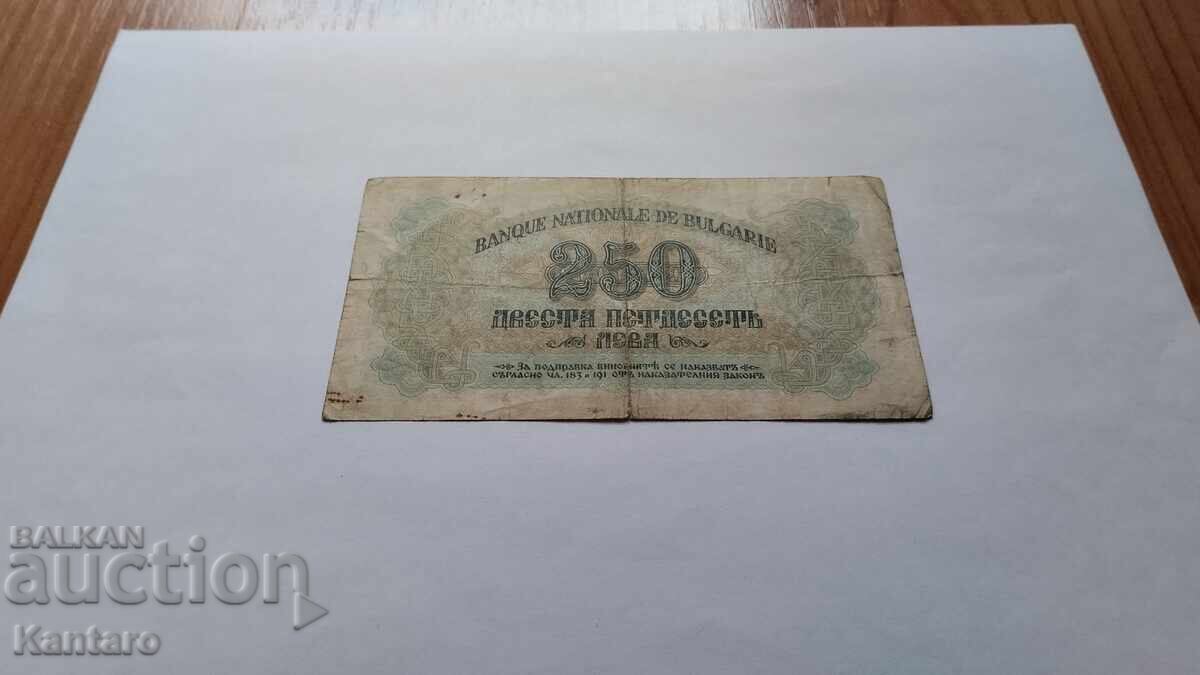 BANQUE NATIONALE DE BULGARIE
250
ДВЕСТА ПЕТДЕСЕТЬ
ЛЕВА
ЗА ПОДПРАВКА ВИНОВНИТѢ СЕ НАКАЗВАТЪ
СЪГЛАСНО ЧЛ. 183 и 191 ОТЪ НАКАЗАТЕЛНИЯ ЗАКОНЪ
BALKAN
auction
Kantaro